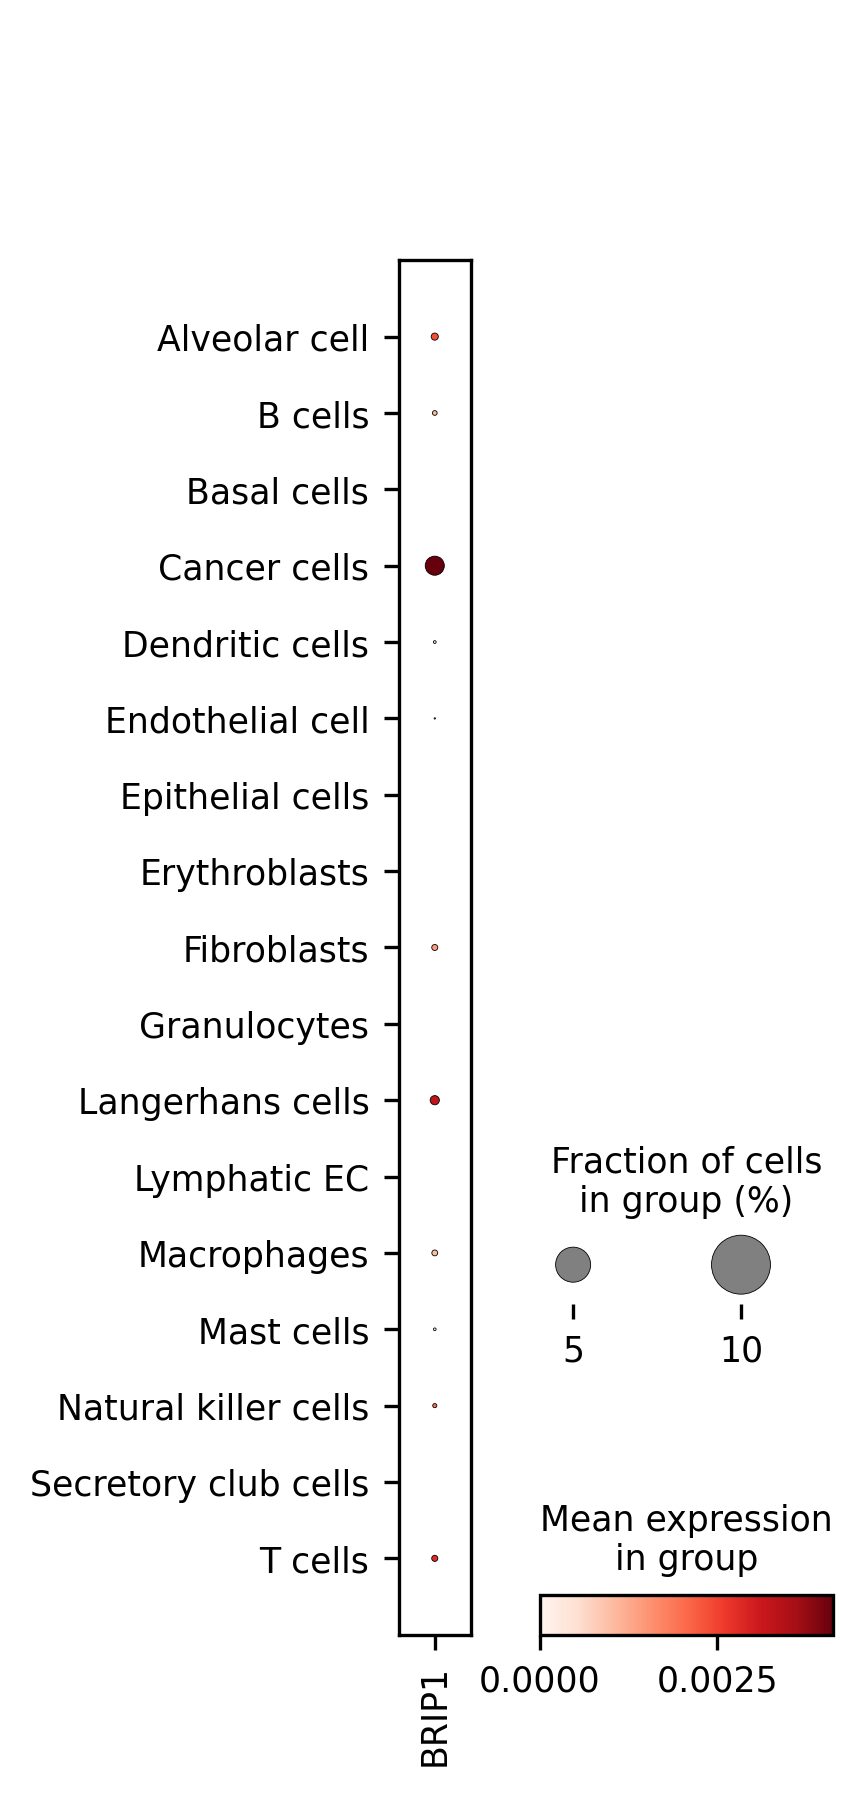 Alveolar cell
B cells
Basal cells
Cancer cells
Dendritic cells
Endothelial cell
Epithelial cells
Erythroblasts
Fibroblasts
Granulocytes
Langerhans cells
Lymphatic EC
Macrophages
Mast cells
Natural killer cells
Secretory club cells
T cells
BRIP1
Fraction of cells
in group (%)
5 10
Mean expression
in group
0.0000 0.0025